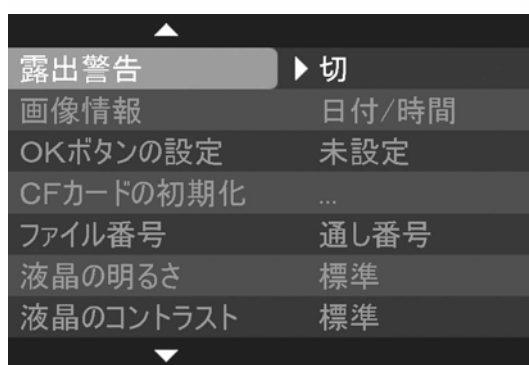 露出警告 切
画像情報 日付/時間
OKボタンの設定 未設定
CFカードの初期化 ...
ファイル番号 通し番号
液晶の明るさ 標準
液晶のコントラスト 標準